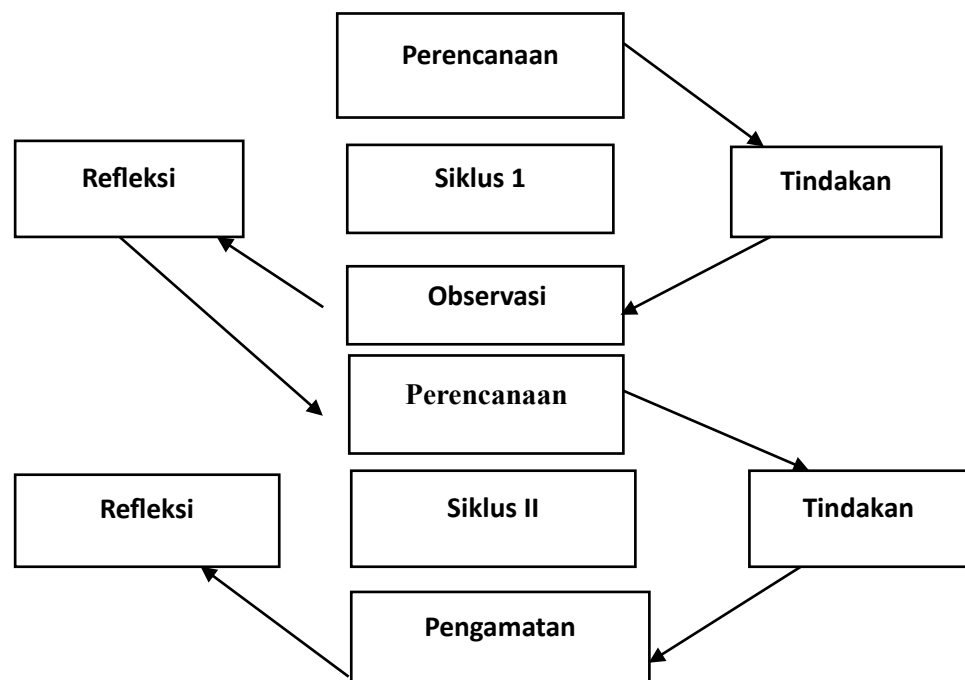 Perencanaan
Refleksi
Siklus 1
Tindakan
Observasi
Perencanaan
Refleksi
Siklus II
Tindakan
Pengamatan